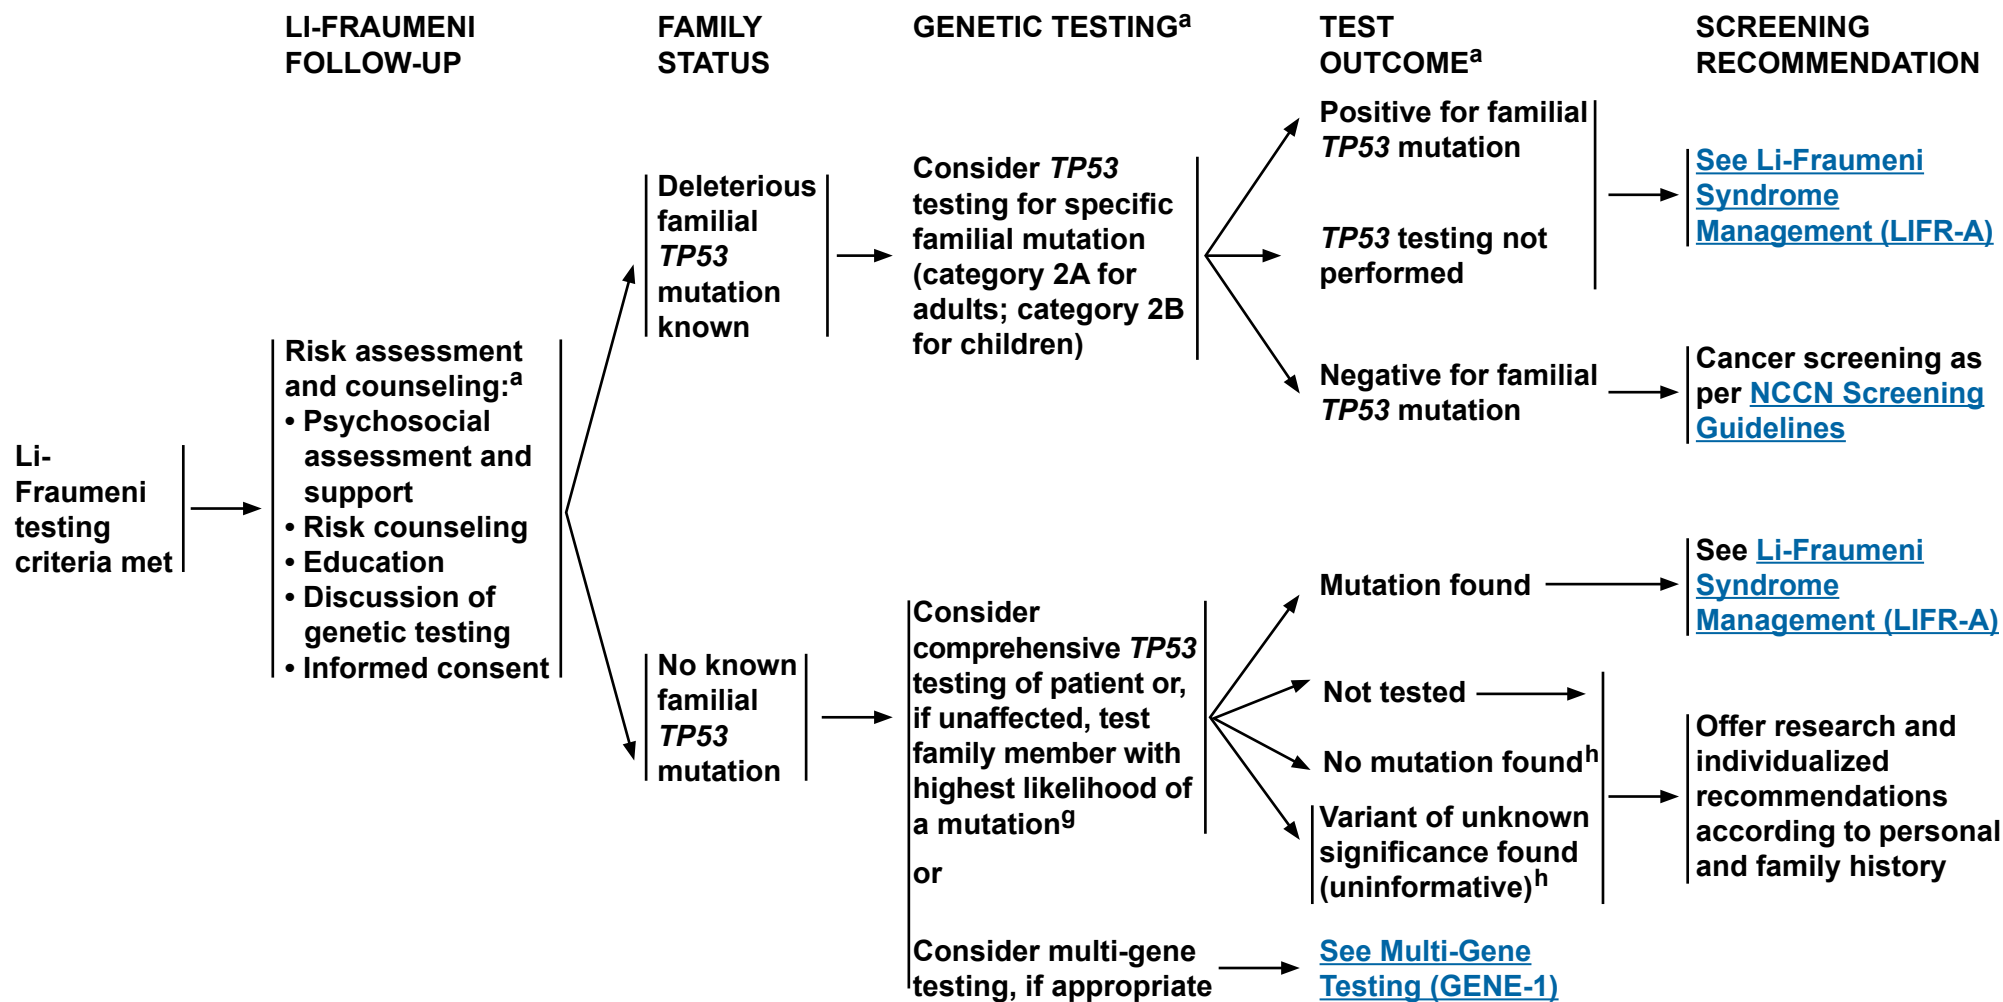 LI-FRAUMENI
FOLLOW-UP
FAMILY
STATUS
GENETIC TESTINGa
TEST
OUTCOMEa
SCREENING
RECOMMENDATION
Li-
Fraumeni
testing
criteria met
Risk assessment
and counseling:a
• Psychosocial
assessment and
support
• Risk counseling
• Education
• Discussion of
genetic testing
• Informed consent
Deleterious
familial
TP53
mutation
known
Consider TP53
testing for specific
familial mutation
(category 2A for
adults; category 2B
for children)
Positive for familial
TP53 mutation
TP53 testing not
performed
See Li-Fraumeni
Syndrome
Management (LIFR-A)
Negative for familial
TP53 mutation
Cancer screening as
per NCCN Screening
Guidelines
No known
familial
TP53
mutation
Consider
comprehensive TP53
testing of patient or,
if unaffected, test
family member with
highest likelihood of
a mutationg
or
Consider multi-gene
testing, if appropriate
Mutation found
See Li-Fraumeni
Syndrome
Management (LIFR-A)
Not tested
No mutation foundh
Variant of unknown
significance found
(uninformative)h
Offer research and
individualized
recommendations
according to personal
and family history
See Multi-Gene
Testing (GENE-1)